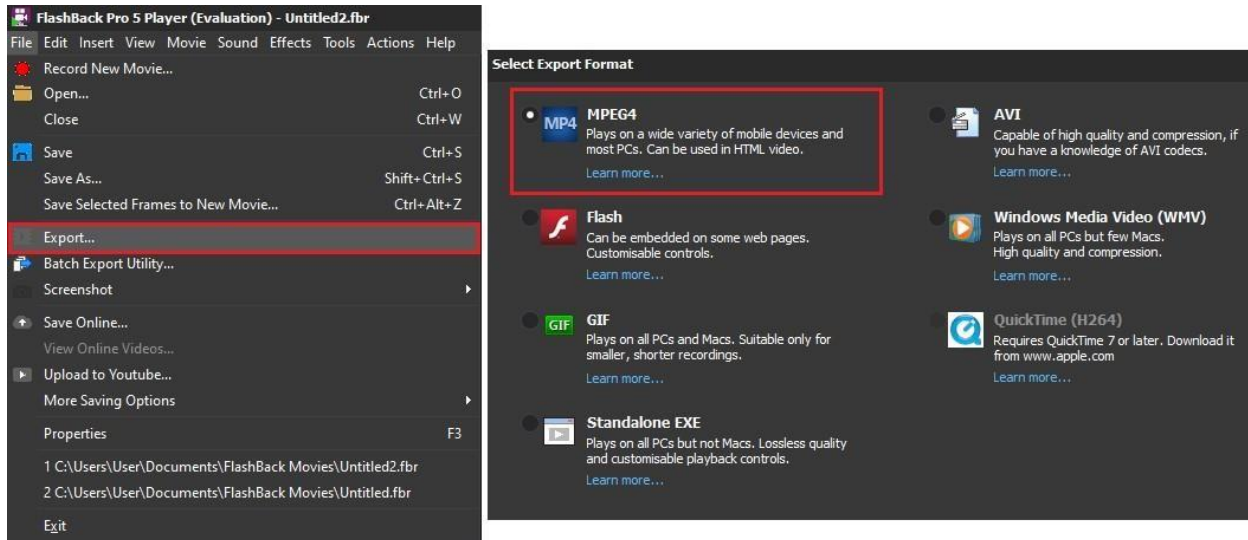 FlashBack Pro 5 Player (Evaluation) - Untitled2.fbr
File Edit Insert View Movie Sound Effects Tools Actions Help
Record New Movie...
Open... Ctrl+O
Close Ctrl+W
Save Ctrl+S
Save As... Shift+Ctrl+S
Save Selected Frames to New Movie... Ctrl+Alt+Z
Export...
Batch Export Utility...
Screenshot
Save Online...
View Online Videos...
Upload to Youtube...
More Saving Options
Properties F3
1 C:\Users\User\Documents\FlashBack Movies\Untitled2.fbr
2 C:\Users\User\Documents\FlashBack Movies\Untitled.fbr
Exit
Select Export Format
MP4
MPEG4
Plays on a wide variety of mobile devices and
most PCs. Can be used in HTML video.
Learn more...
Flash
Can be embedded on some web pages.
Customisable controls.
Learn more...
GIF
GIF
Plays on all PCs and Macs. Suitable only for
smaller, shorter recordings.
Learn more...
Standalone EXE
Plays on all PCs but not Macs. Lossless quality
and customisable playback controls.
Learn more...
AVI
Capable of high quality and compression, if
you have a knowledge of AVI codecs.
Learn more...
Windows Media Video (WMV)
Plays on all PCs but few Macs.
High quality and compression.
Learn more...
QuickTime (H264)
Requires QuickTime 7 or later. Download it
from www.apple.com
Learn more...